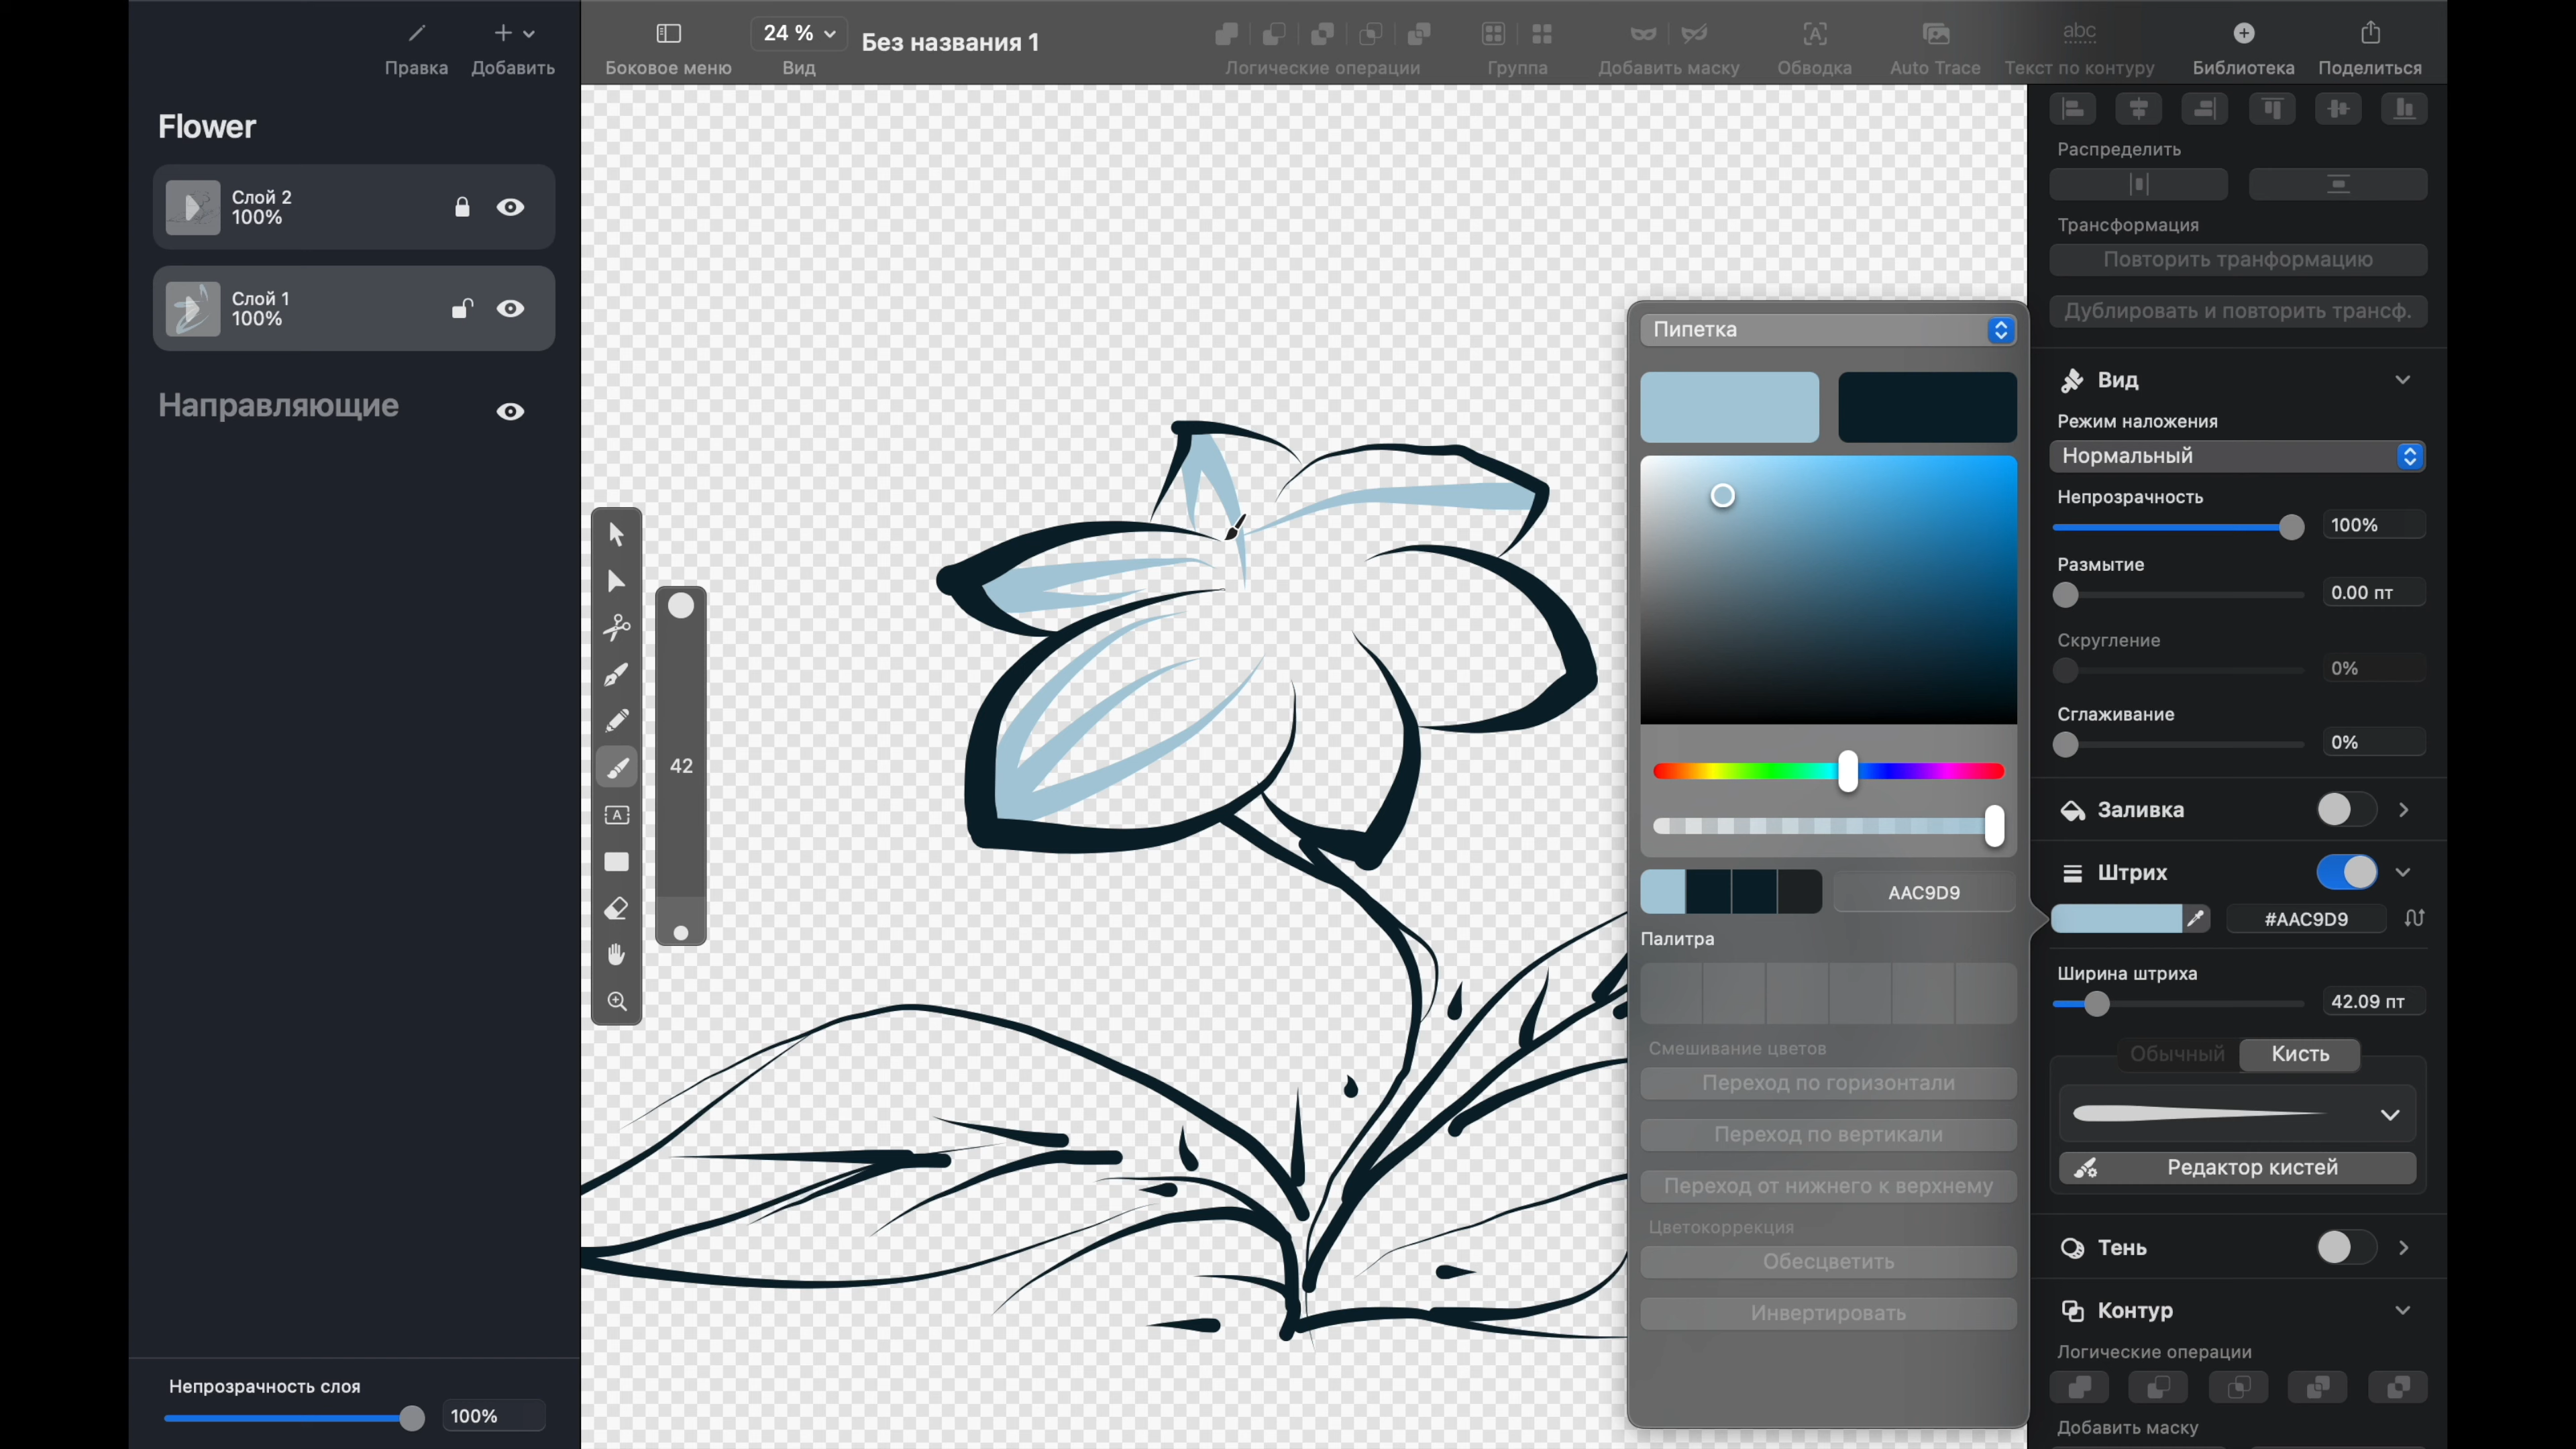 Правка
Добавить
Боковое меню
24 %
Вид
Без названия 1
Логические операции
Группа
Добавить маску
Обводка
Auto Trace
abc
Текст по контуру
Библиотека
Поделиться
Flower
Слой 2
100%
Слой 1
100%
Направляющие
Непрозрачность слоя
100%
42
A
Пипетка
AAC9D9
Палитра
Смешивание цветов
Переход по горизонтали
Переход по вертикали
Переход от нижнего к верхнему
Цветокоррекция
Обесцветить
Инвертировать
Распределить
Трансформация
Повторить транформацию
Дублировать и повторить трансф.
Вид
Режим наложения
Нормальный
Непрозрачность
100%
Размытие
0.00 пт
Скругление
0%
Сглаживание
0%
Заливка
Штрих
#AAC9D9
Ширина штриха
42.09 пт
Обычный
Кисть
Редактор кистей
Тень
Контур
Логические операции
Добавить маску